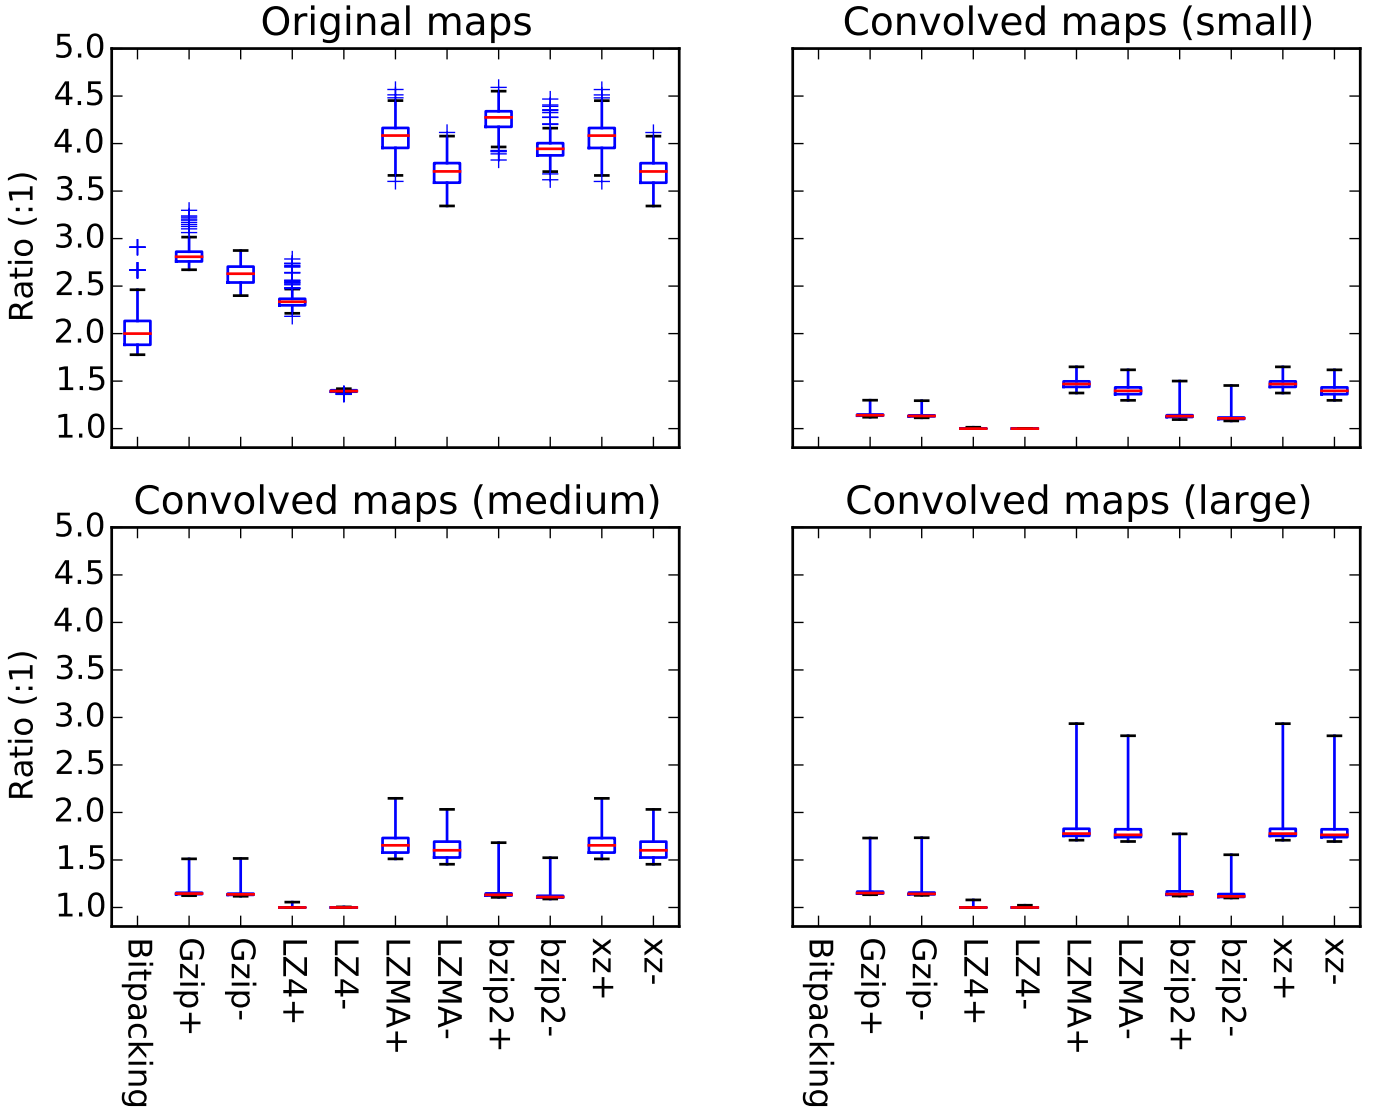 Original maps
Convolved maps (small)
5.0
4.5
4.0
3.5
3.0
2.5
2.0
1.5
1.0
Ratio (:1)
Convolved maps (medium)
Convolved maps (large)
5.0
4.5
4.0
3.5
3.0
2.5
2.0
1.5
1.0
Ratio (:1)
Bitpacking
Gzip+
Gzip-
LZ4+
LZ4-
LZMA+
LZMA-
bzip2+
bzip2-
xz+
xz-
Bitpacking
Gzip+
Gzip-
LZ4+
LZ4-
LZMA+
LZMA-
bzip2+
bzip2-
xz+
xz-